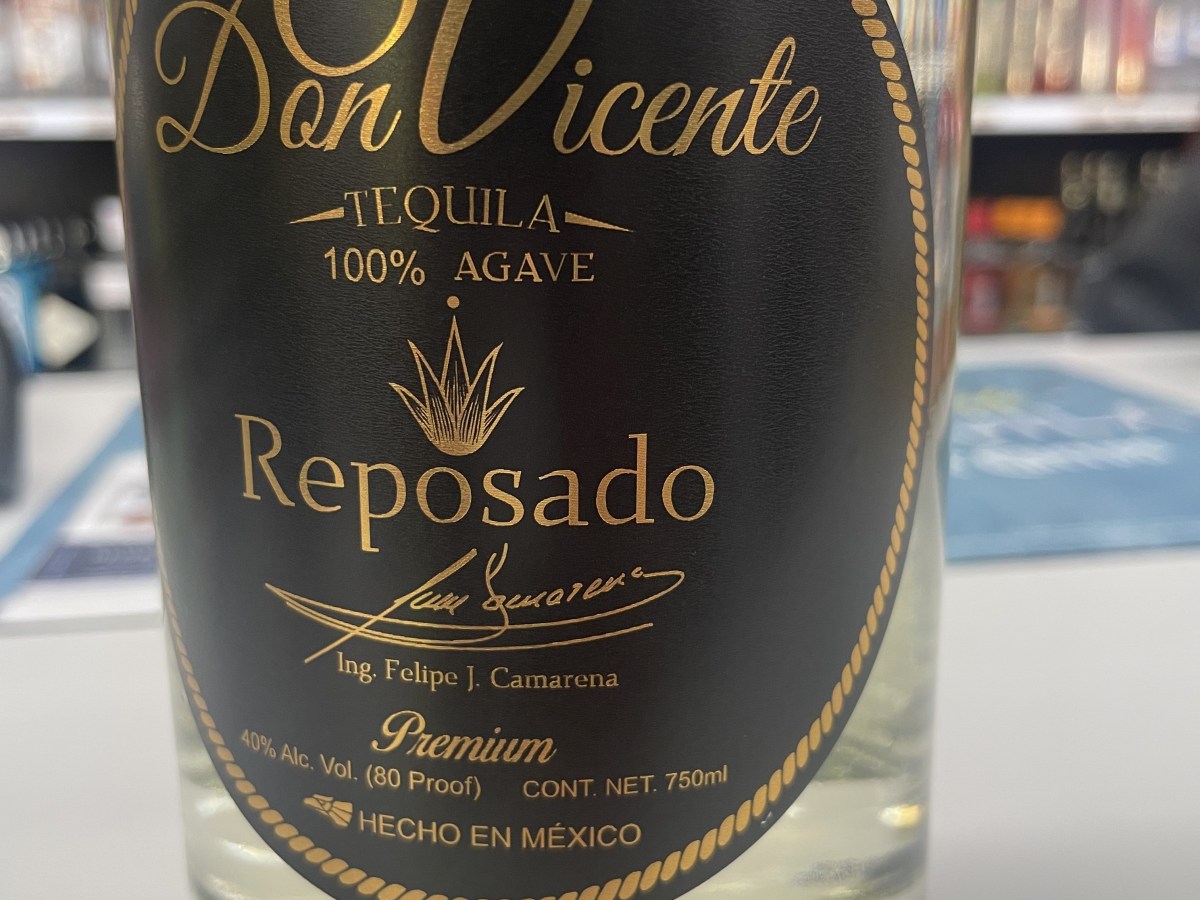 Don Vicente
TEQUILA
100% AGAVE
Reposado
Ing. Felipe J. Camarena
Premium
40% Alc. Vol. (80 Proof) CONT. NET. 750ml
HECHO EN MÉXICO